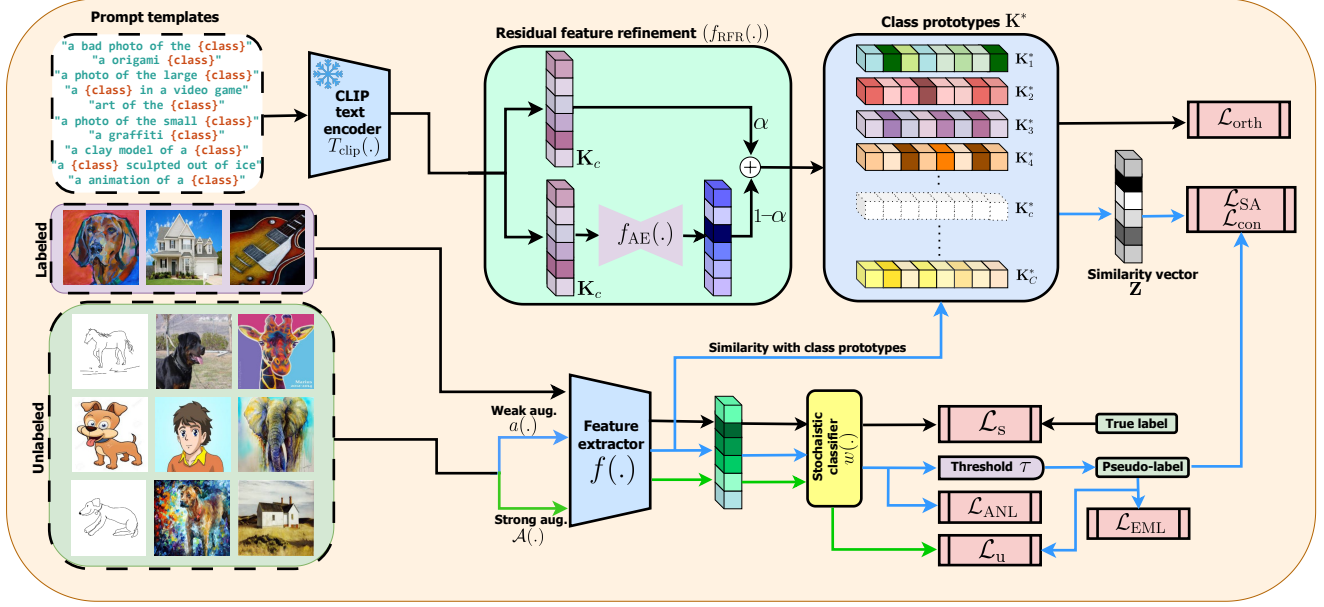 Prompt templates
"a bad photo of the {class}"
"a origami {class}"
"a photo of the large {class}"
"a {class} in a video game"
"art of the {class}"
"a photo of the small {class}"
"a graffiti {class}"
"a clay model of a {class}"
"a {class} sculpted out of ice"
"a animation of a {class}"
CLIP
text
encoder
T_clip(.)
Residual feature refinement (f_RFR(.))
K_c
α
+
K_c
f_AE(.)
1−α
Class prototypes K*
K*_1
K*_2
K*_3
K*_4
K*_c
K*_C
L_orth
L_SA
L_con
Similarity vector
Z
Labeled
Unlabeled
Similarity with class prototypes
Weak aug.
a(.)
Strong aug.
A(.)
Feature
extractor
f(.)
Stochaistic
classifier
w(.)
L_s
True label
Threshold τ
Pseudo-label
L_ANL
L_EML
L_u